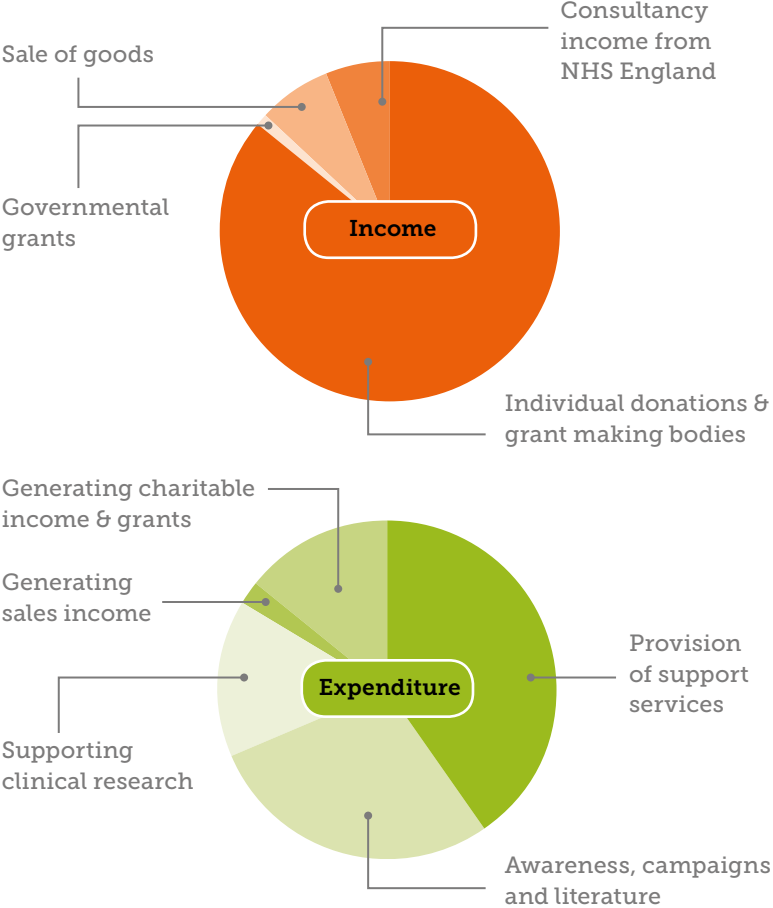 Consultancy
income from
NHS England
Sale of goods
Governmental
grants
Income
Individual donations &
grant making bodies
Generating charitable
income & grants
Generating
sales income
Provision
of support
services
Expenditure
Supporting
clinical research
Awareness, campaigns
and literature